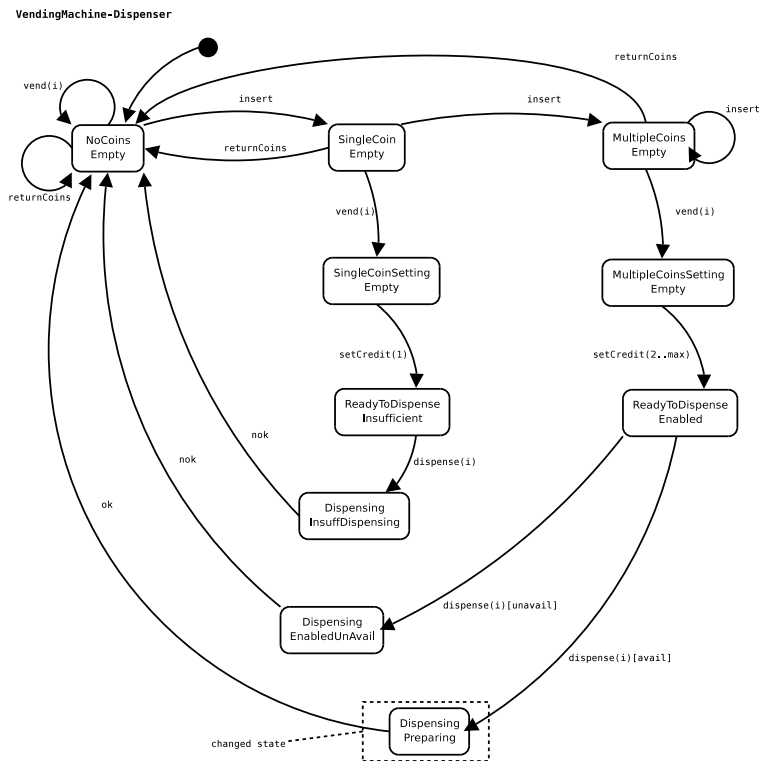 VendingMachine-Dispenser
returnCoins
vend(i)
insert
insert
insert
NoCoins
Empty
SingleCoin
Empty
MultipleCoins
Empty
returnCoins
returnCoins
vend(i)
vend(i)
SingleCoinSetting
Empty
MultipleCoinsSetting
Empty
setCredit(1)
setCredit(2..max)
ReadyToDispense
Insufficient
ReadyToDispense
Enabled
nok
dispense(i)
nok
ok
Dispensing
InsuffDispensing
dispense(i)[unavail]
Dispensing
EnabledUnAvail
dispense(i)[avail]
Dispensing
Preparing
changed state